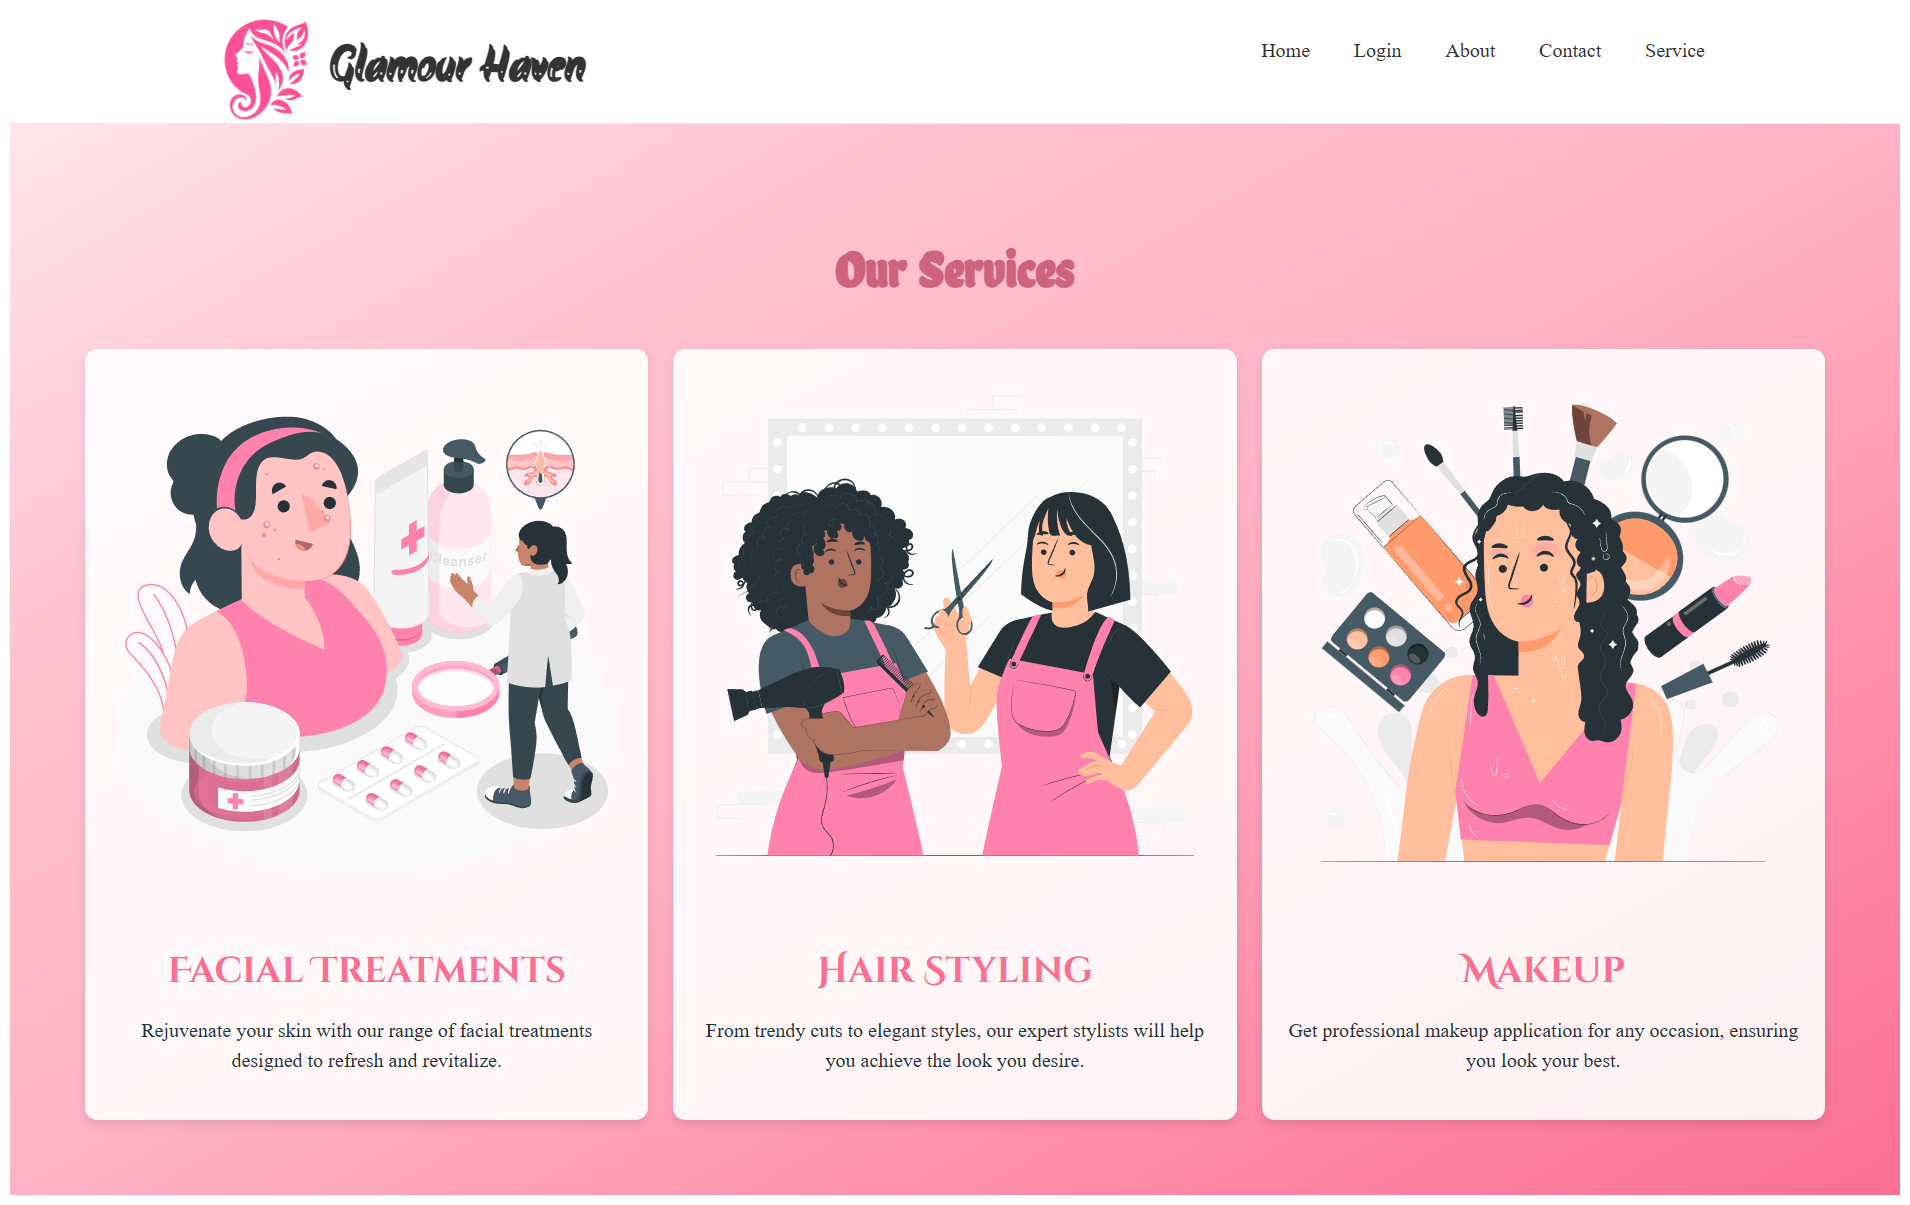 Glamour Haven
Home Login About Contact Service
Our Services
Cleanser
Facial Treatments
Rejuvenate your skin with our range of facial treatments
designed to refresh and revitalize.
Hair Styling
From trendy cuts to elegant styles, our expert stylists will help
you achieve the look you desire.
Makeup
Get professional makeup application for any occasion, ensuring
you look your best.